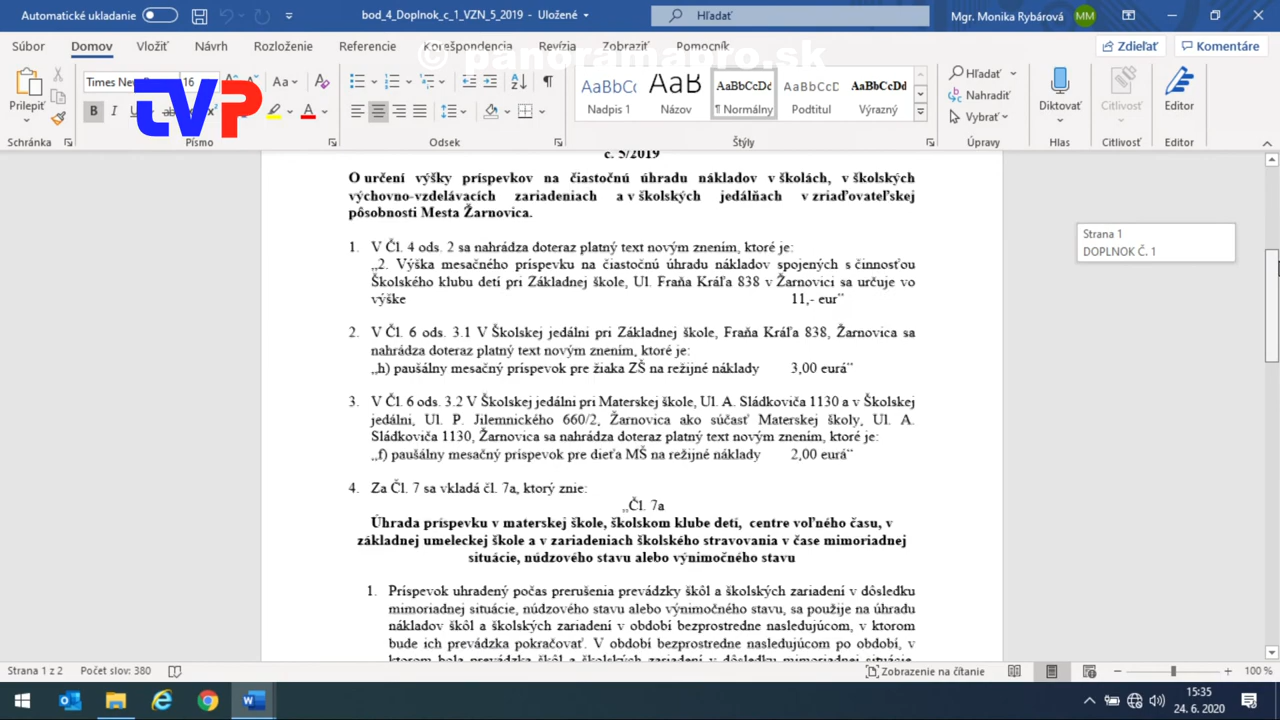 Automatické ukladanie
bod_4_Doplnok_c_1_VZN_5_2019 - Uložené
Hľadať
Mgr. Monika Rybárová
MM
Súbor Domov Vložiť Návrh Rozloženie Referencie Korešpondencia Revízia Zobraziť Pomocník
Zdieľať Komentáre
© panoramapro.sk
TVP
Prilepiť
Times Ne
16
Aa
AaBbCc AaB AaBbCcDd AaBbCcD AaBbCcDd
Nadpis 1 Názov ¶ Normálny Podtitul Výrazný
Hľadať
Nahradiť
Vybrať
Diktovať Citlivosť Editor
Schránka Písmo Odsek Štýly Úpravy Hlas Citlivosť Editor
č. 5/2019
O určení výšky príspevkov na čiastočnú úhradu nákladov v školách, v školských
výchovno-vzdelávacích zariadeniach a v školských jedálňach v zriaďovateľskej
pôsobnosti Mesta Žarnovica.
1. V Čl. 4 ods. 2 sa nahrádza doteraz platný text novým znením, ktoré je:
„2. Výška mesačného príspevku na čiastočnú úhradu nákladov spojených s činnosťou
Školského klubu detí pri Základnej škole, Ul. Fraňa Kráľa 838 v Žarnovici sa určuje vo
výške 11,- eur“
2. V Čl. 6 ods. 3.1 V Školskej jedálni pri Základnej škole, Fraňa Kráľa 838, Žarnovica sa
nahrádza doteraz platný text novým znením, ktoré je:
„h) paušálny mesačný príspevok pre žiaka ZŠ na režijné náklady 3,00 eurá“
3. V Čl. 6 ods. 3.2 V Školskej jedálni pri Materskej škole, Ul. A. Sládkoviča 1130 a v Školskej
jedálni, Ul. P. Jilemnického 660/2, Žarnovica ako súčasť Materskej školy, Ul. A.
Sládkoviča 1130, Žarnovica sa nahrádza doteraz platný text novým znením, ktoré je:
„f) paušálny mesačný príspevok pre dieťa MŠ na režijné náklady 2,00 eurá“
4. Za Čl. 7 sa vkladá čl. 7a, ktorý znie:
„Čl. 7a
Úhrada príspevku v materskej škole, školskom klube detí, centre voľného času, v
základnej umeleckej škole a v zariadeniach školského stravovania v čase mimoriadnej
situácie, núdzového stavu alebo výnimočného stavu
1. Príspevok uhradený počas prerušenia prevádzky škôl a školských zariadení v dôsledku
mimoriadnej situácie, núdzového stavu alebo výnimočného stavu, sa použije na úhradu
nákladov škôl a školských zariadení v období bezprostredne nasledujúcom, v ktorom
bude ich prevádzka pokračovať. V období bezprostredne nasledujúcom po období, v
ktorom bola prevádzka škôl a školských zariadení v dôsledku mimoriadnej situácie,
Strana 1
DOPLNOK Č. 1
Strana 1 z 2 Počet slov: 380
Zobrazenie na čítanie
100 %
15:35
24. 6. 2020